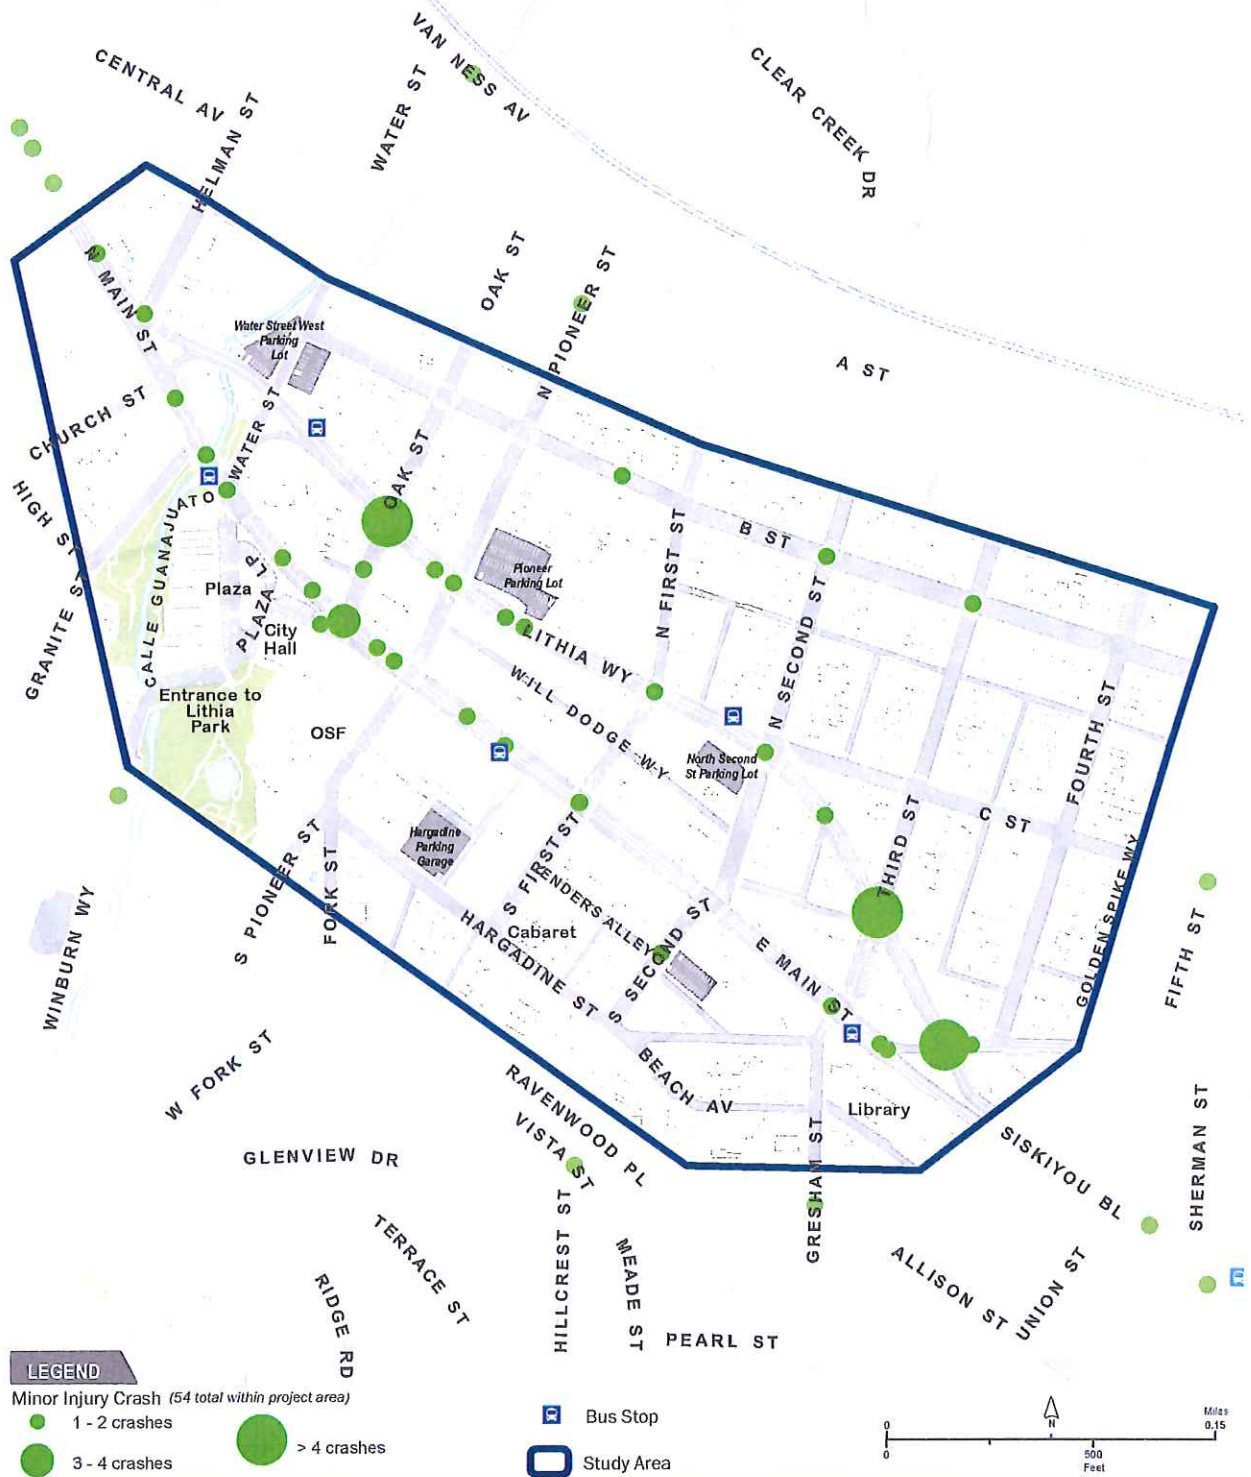 VAN NESS AV
CENTRAL AV
HELMAN ST
WATER ST
CLEAR CREEK DR
OAK ST
N PIONEER ST
A ST
N MAIN ST
Water Street West
Parking
Lot
CHURCH ST
WATER ST
OAK ST
HIGH ST
CALLE GUANAJUATO
B ST
N FIRST ST
Pioneer
Parking Lot
N SECOND ST
GRANITE ST
Plaza
PLAZA LP
City
Hall
LITHIA WY
WILL DODGE WY
FOURTH ST
Entrance to
Lithia
Park
OSF
North Second
St Parking Lot
C ST
THIRD ST
Hargadine
Parking
Garage
S PIONEER ST
FORK ST
S FIRST ST
ENDERS ALLEY
Cabaret
HARGADINE ST
S SECOND ST
E MAIN ST
GOLDEN SPIKE WY
FIFTH ST
WINBURN WY
W FORK ST
BEACH AV
Library
GLENVIEW DR
RAVENWOOD PL
VISTA ST
GRESHAM ST
SISKIYOU BL
SHERMAN ST
TERRACE ST
HILLCREST ST
MEADE ST
ALLISON ST
UNION ST
RIDGE RD
PEARL ST
LEGEND
Minor Injury Crash (54 total within project area)
1 - 2 crashes
3 - 4 crashes
> 4 crashes
Bus Stop
Study Area
N
Miles
0 0.15
0 500
Feet